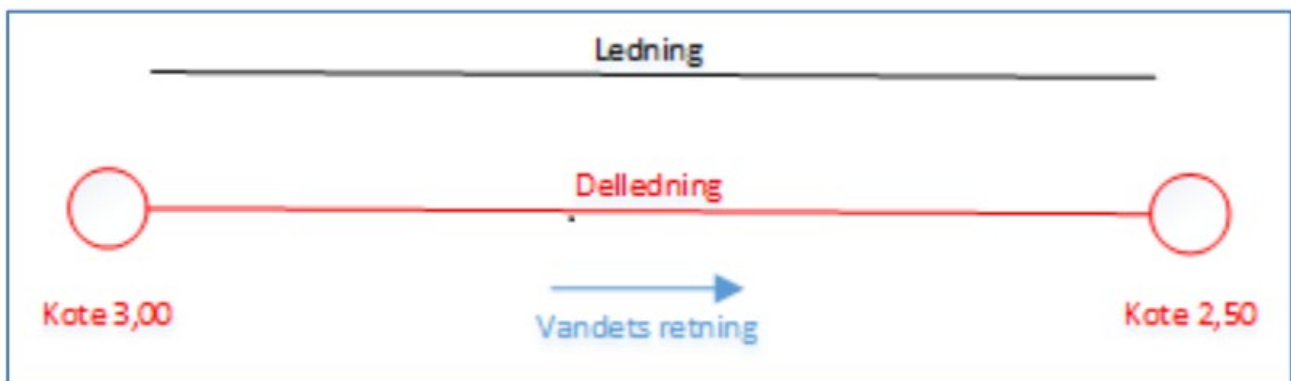 Ledning
Delledning
Kote 3,00
Vandets retning
Kote 2,50